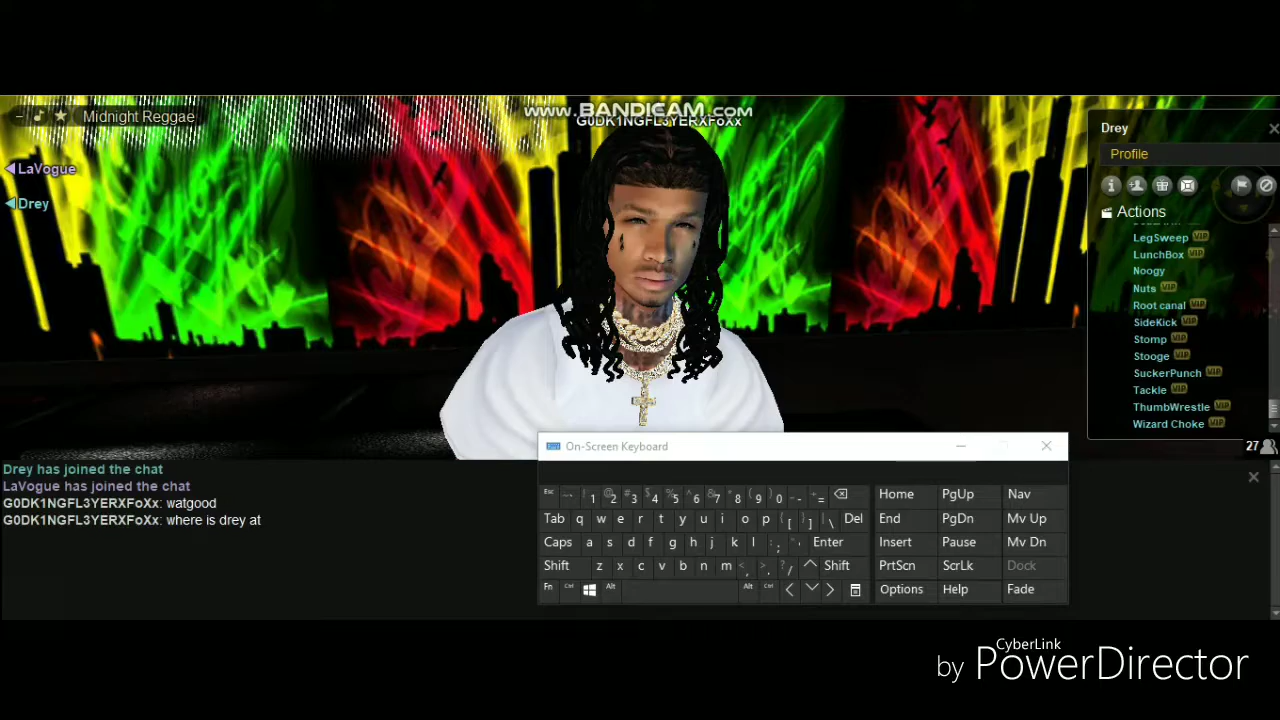 www.BANDICAM.com
G0DK1NGFL3YERXFoXx
Midnight Reggae
LaVogue
Drey
Drey
Profile
Actions
LegSweep VIP
LunchBox VIP
Noogy
Nuts VIP
Root canal VIP
SideKick VIP
Stomp VIP
Stooge VIP
SuckerPunch VIP
Tackle VIP
ThumbWrestle VIP
Wizard Choke VIP
27
Drey has joined the chat
LaVogue has joined the chat
G0DK1NGFL3YERXFoXx: watgood
G0DK1NGFL3YERXFoXx: where is drey at
On-Screen Keyboard
Esc ~ ` ! 1 @ 2 # 3 $ 4 % 5 ^ 6 & 7 * 8 ( 9 ) 0 _ - + = Home PgUp Nav
Tab q w e r t y u i o p { [ } ] | \ Del End PgDn Mv Up
Caps a s d f g h j k l : ; " ' Enter Insert Pause Mv Dn
Shift z x c v b n m < , > . ? / Shift PrtScn ScrLk Dock
Fn Ctrl Alt Alt Ctrl Options Help Fade
CyberLink
by PowerDirector